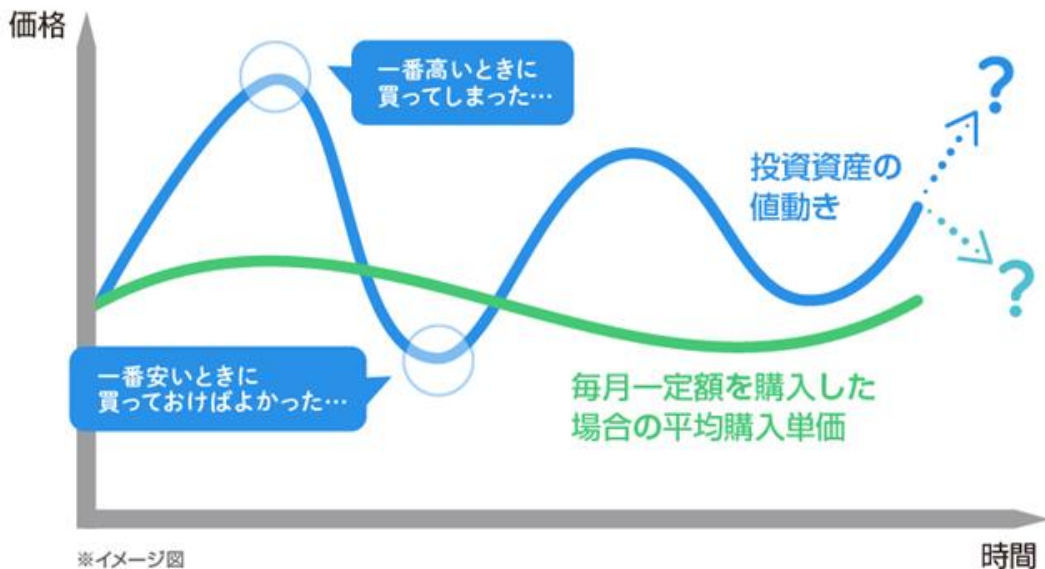 価格
一番高いときに
買ってしまった…
?
投資資産の
値動き
?
一番安いときに
買っておけばよかった…
毎月一定額を購入した
場合の平均購入単価
※イメージ図
時間